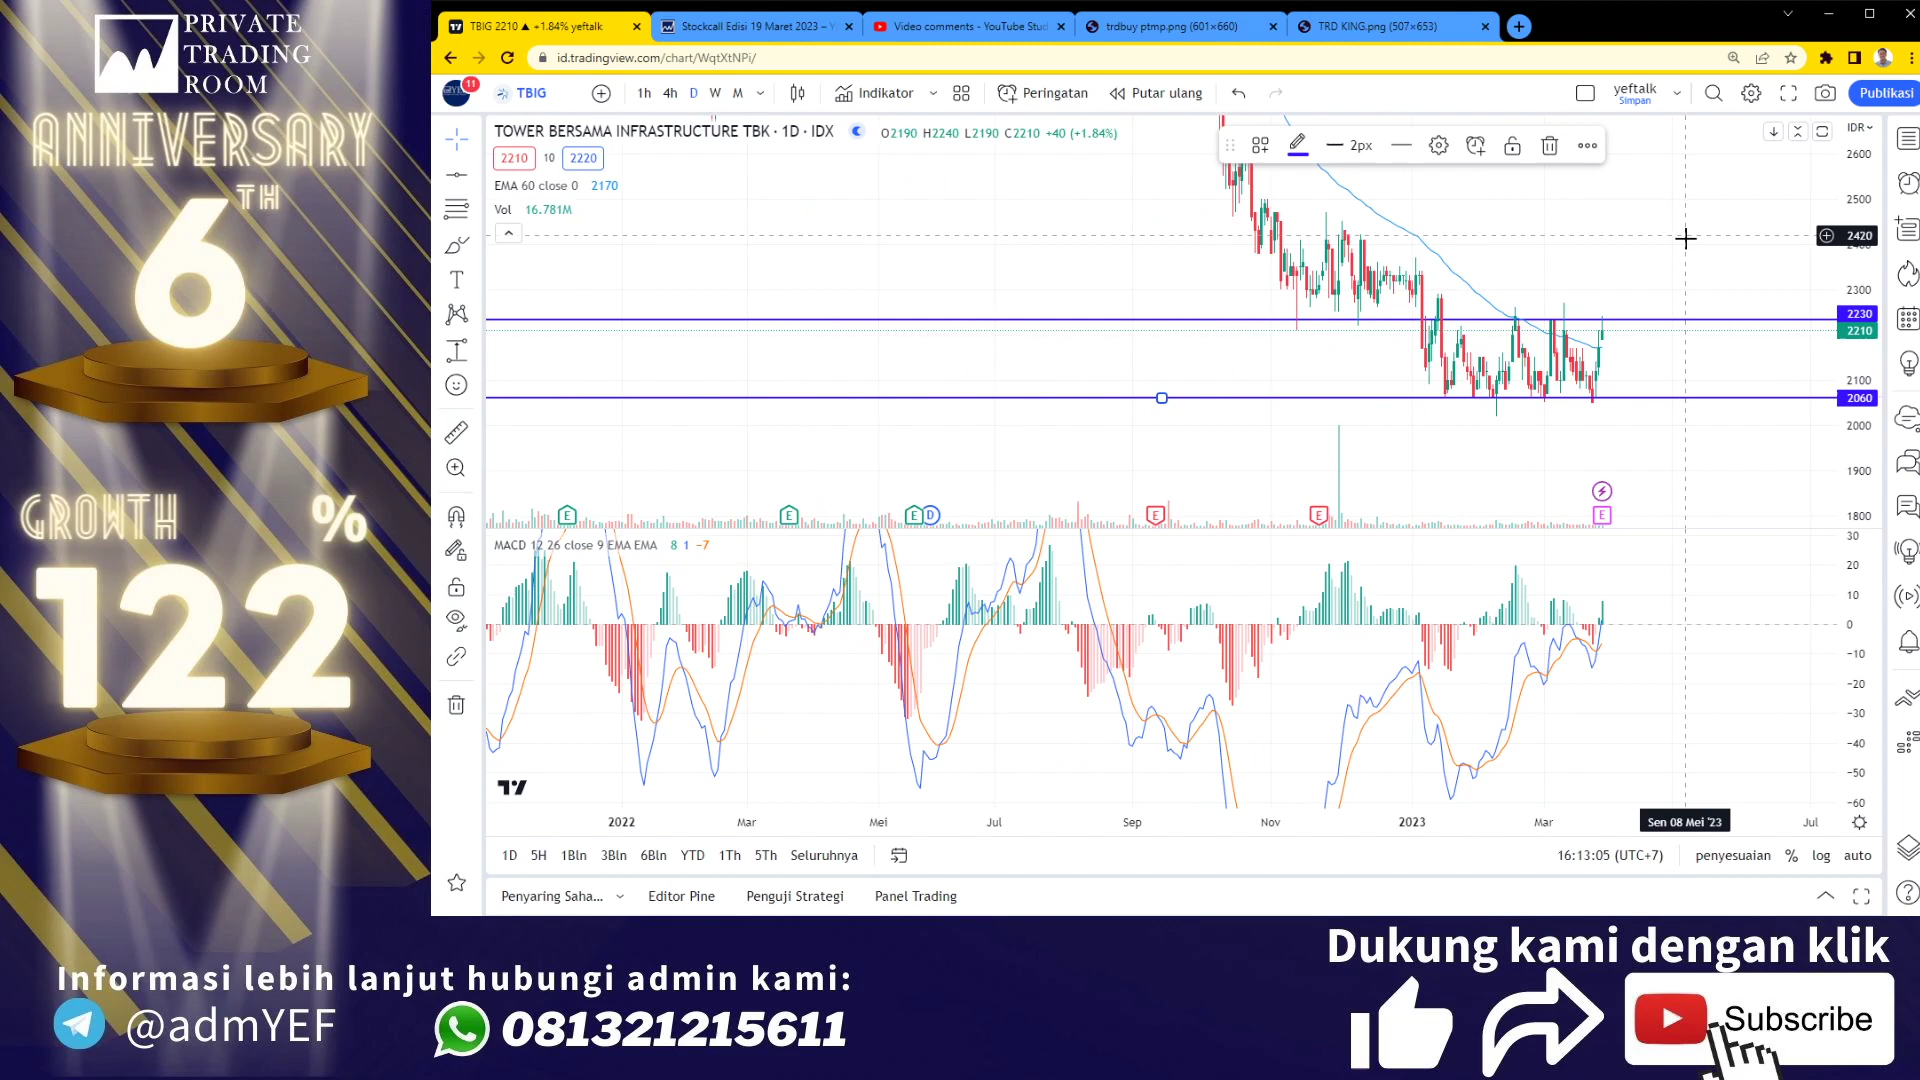 PRIVATE
TRADING
ROOM
ANNIVERSARY
6 TH
GROWTH %
122
TBIG 2210 ▲ +1.84% yeftalk
Stockcall Edisi 19 Maret 2023 –
Video comments - YouTube Stud
trdbuy ptmp.png (601×660)
TRD KING.png (507×653)
id.tradingview.com/chart/WqtXtNPi/
11
TBIG
1h 4h D W M
Indikator
Peringatan
Putar ulang
yeftalk
Simpan
Publikasi
TOWER BERSAMA INFRASTRUCTURE TBK · 1D · IDX
O2190 H2240 L2190 C2210 +40 (+1.84%)
2210 10 2220
EMA 60 close 0 2170
Vol 16.781M
2px
IDR
2600
2500
2420
2400
2300
2230
2210
2100
2060
2000
1900
1800
E E E D E E E
MACD 12 26 close 9 EMA EMA 8 1 −7
30
20
10
0
−10
−20
−30
−40
−50
−60
2022 Mar Mei Jul Sep Nov 2023 Mar Sen 08 Mei '23 Jul
1D 5H 1Bln 3Bln 6Bln YTD 1Th 5Th Seluruhnya
16:13:05 (UTC+7) penyesuaian % log auto
Penyaring Saha... Editor Pine Penguji Strategi Panel Trading
Informasi lebih lanjut hubungi admin kami:
@admYEF
081321215611
Dukung kami dengan klik
Subscribe